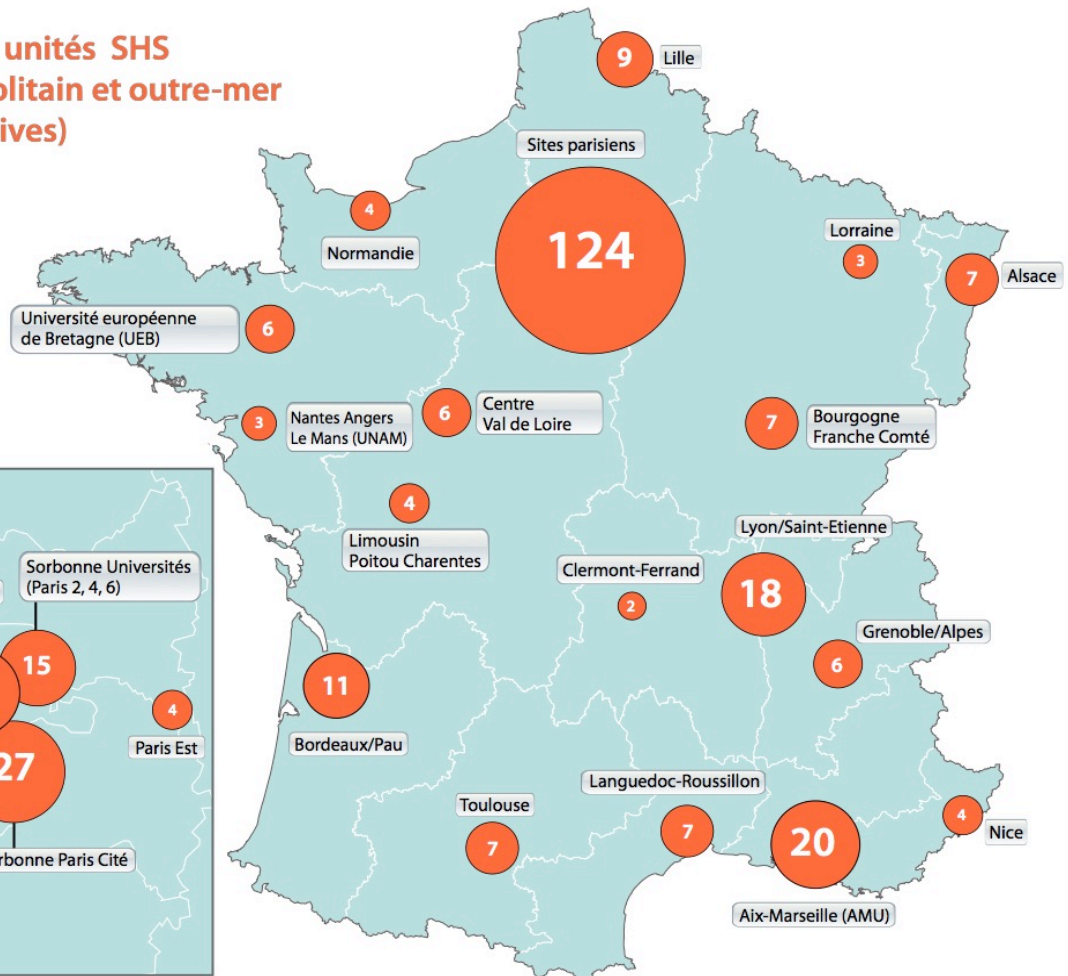 unités SHS
et outre-mer
9
Lille
Sites parisiens
124
4
Normandie
Lorraine
3
7
Alsace
Université européenne
de Bretagne (UEB)
6
3
Nantes Angers
Le Mans (UNAM)
6
Centre
Val de Loire
7
Bourgogne
Franche Comté
4
Limousin
Poitou Charentes
Lyon/Saint-Etienne
18
Clermont-Ferrand
2
Grenoble/Alpes
6
11
Bordeaux/Pau
Languedoc-Roussillon
7
Toulouse
7
20
Aix-Marseille (AMU)
4
Nice
Sorbonne Universités
(Paris 2, 4, 6)
15
4
Paris Est
27
Paris Cité